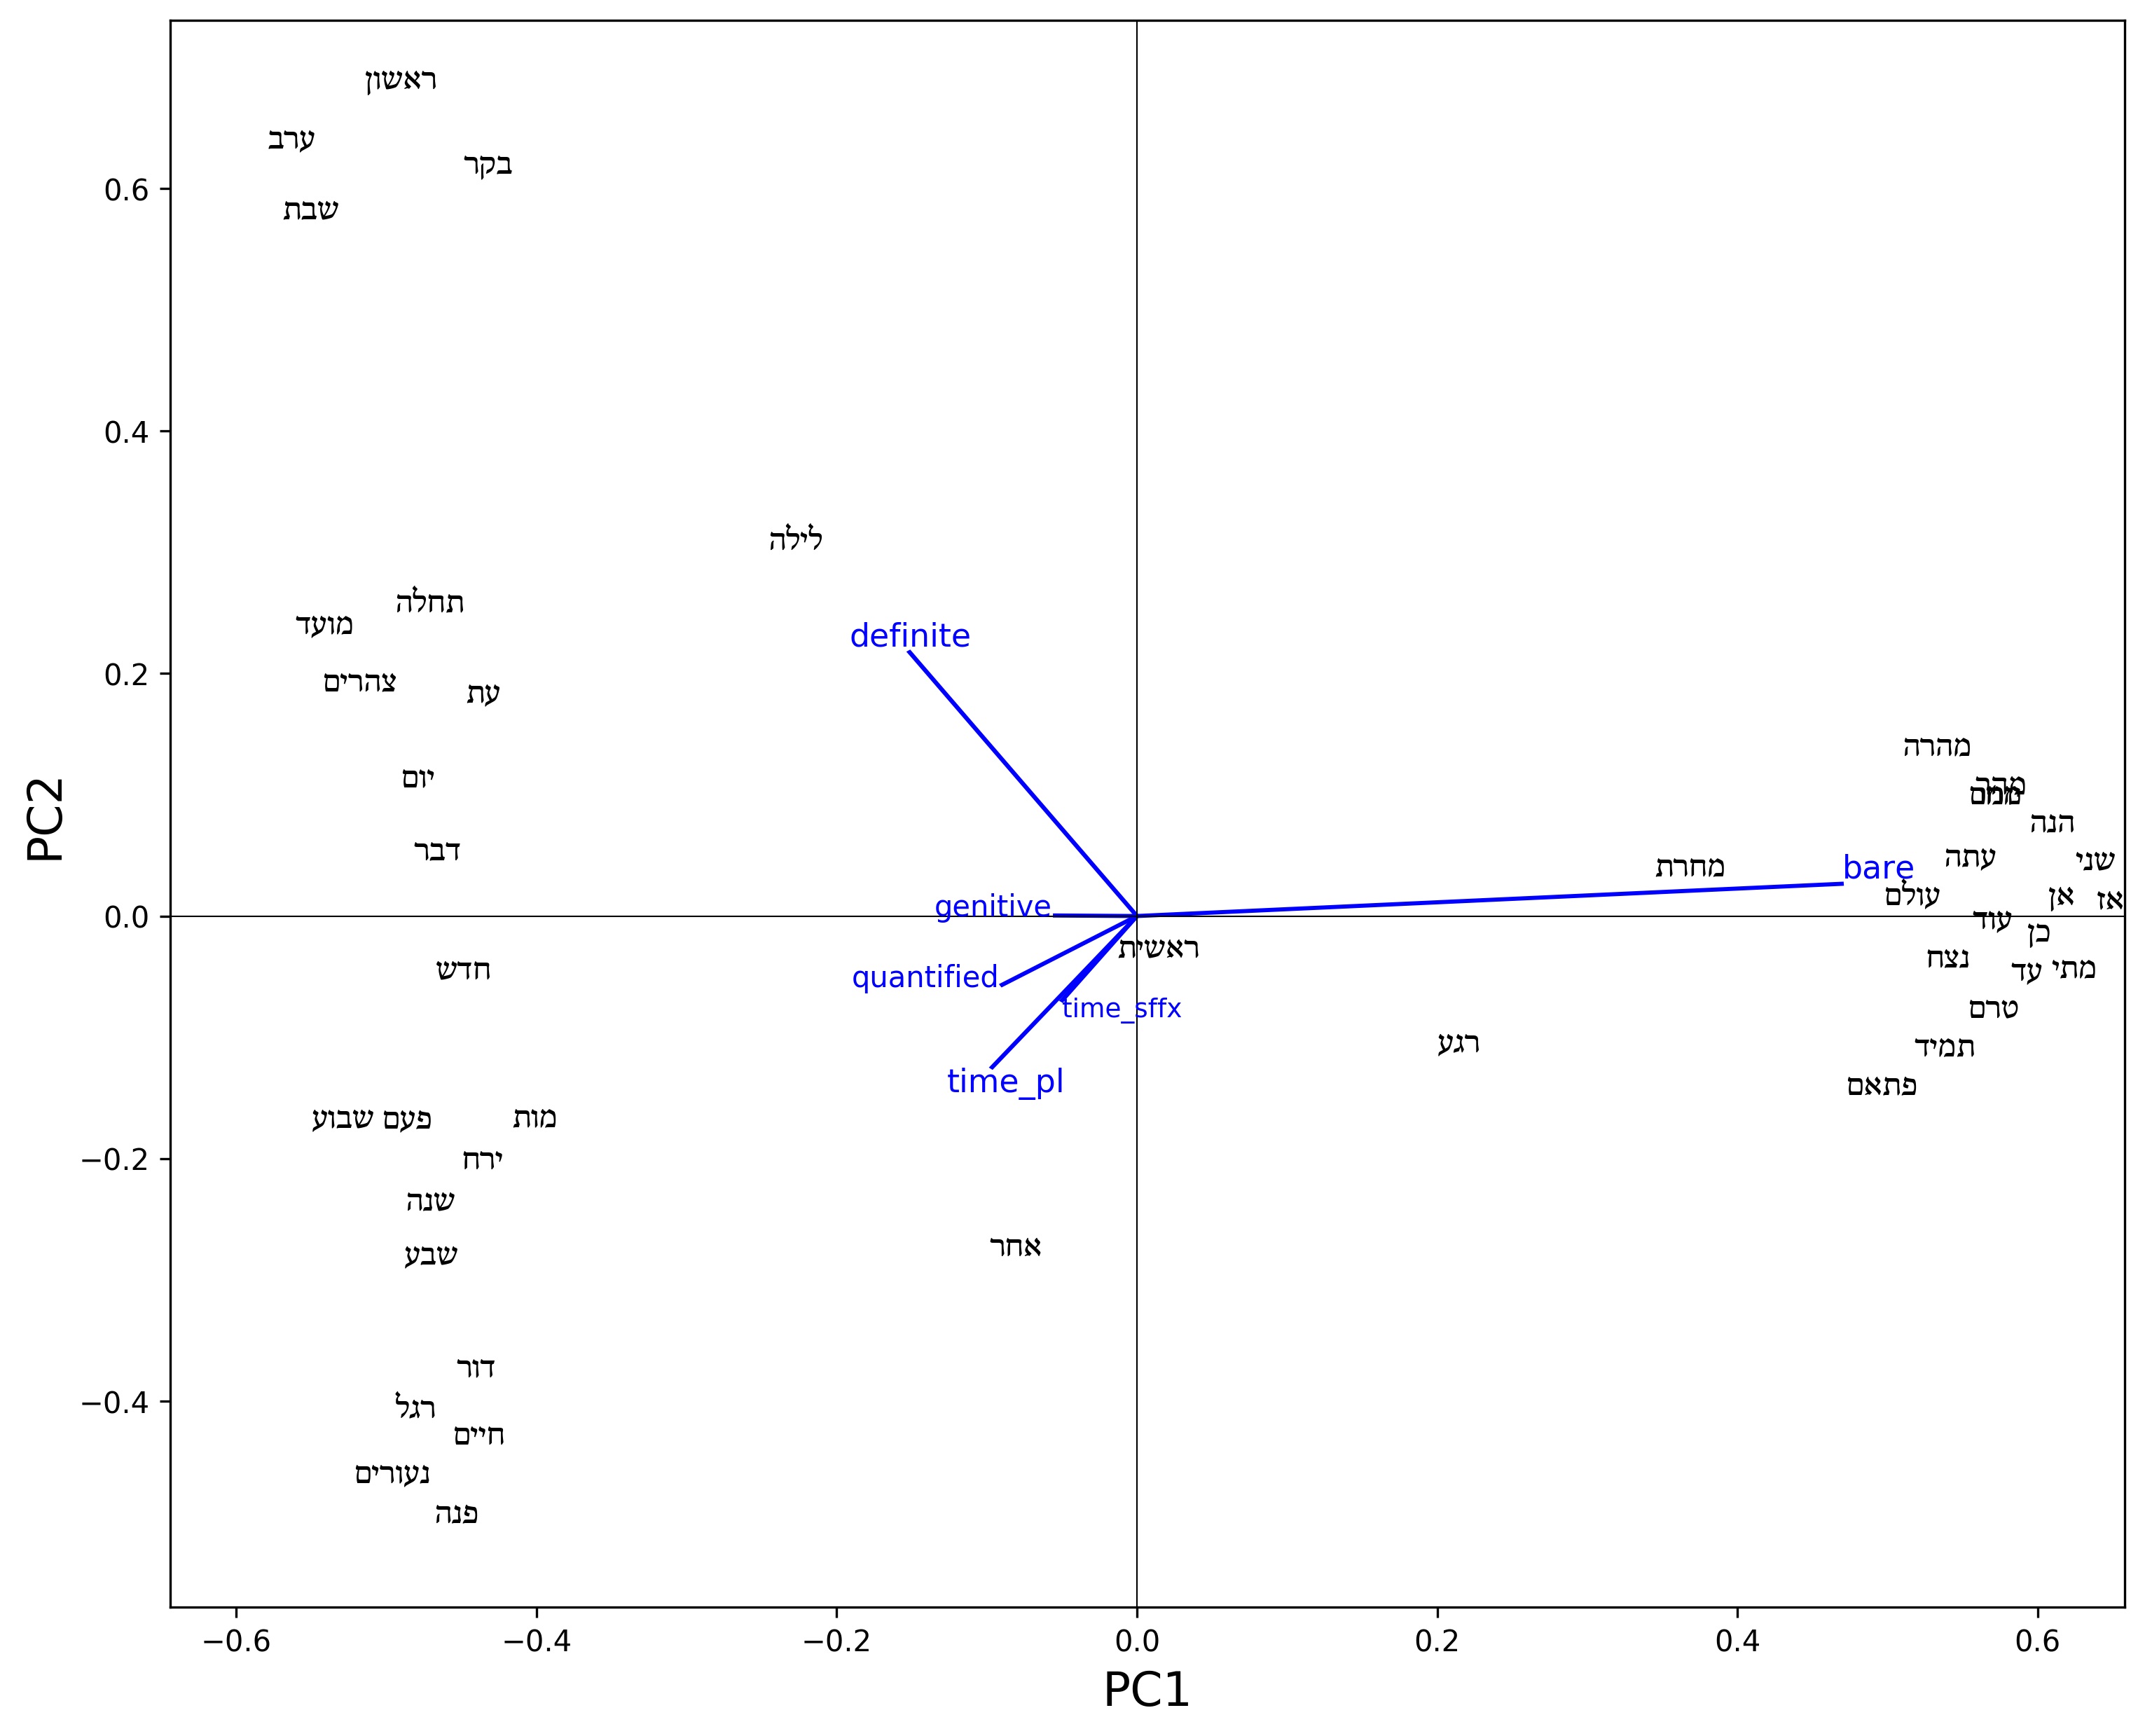 ראשון
ערב
בקר
שבת
0.6
0.4
לילה
תחלה
definite
מועד
0.2
צהרים
עת
מהרה
יום
מהר
הנה
דבר
עתה
שני
מחרת
bare
genitive
עולם
אן
אז
0.0
עוד
כן
ראשית
נצח
חדש
עד
מתי
quantified
time_sffx
טרם
רגע
תמיד
time_pl
פתאם
שבוע
פעם
מות
−0.2
ירח
שנה
אחר
שבע
דור
−0.4
רגל
חיים
נעורים
פנה
PC2
−0.6
−0.4
−0.2
0.0
0.2
0.4
0.6
PC1